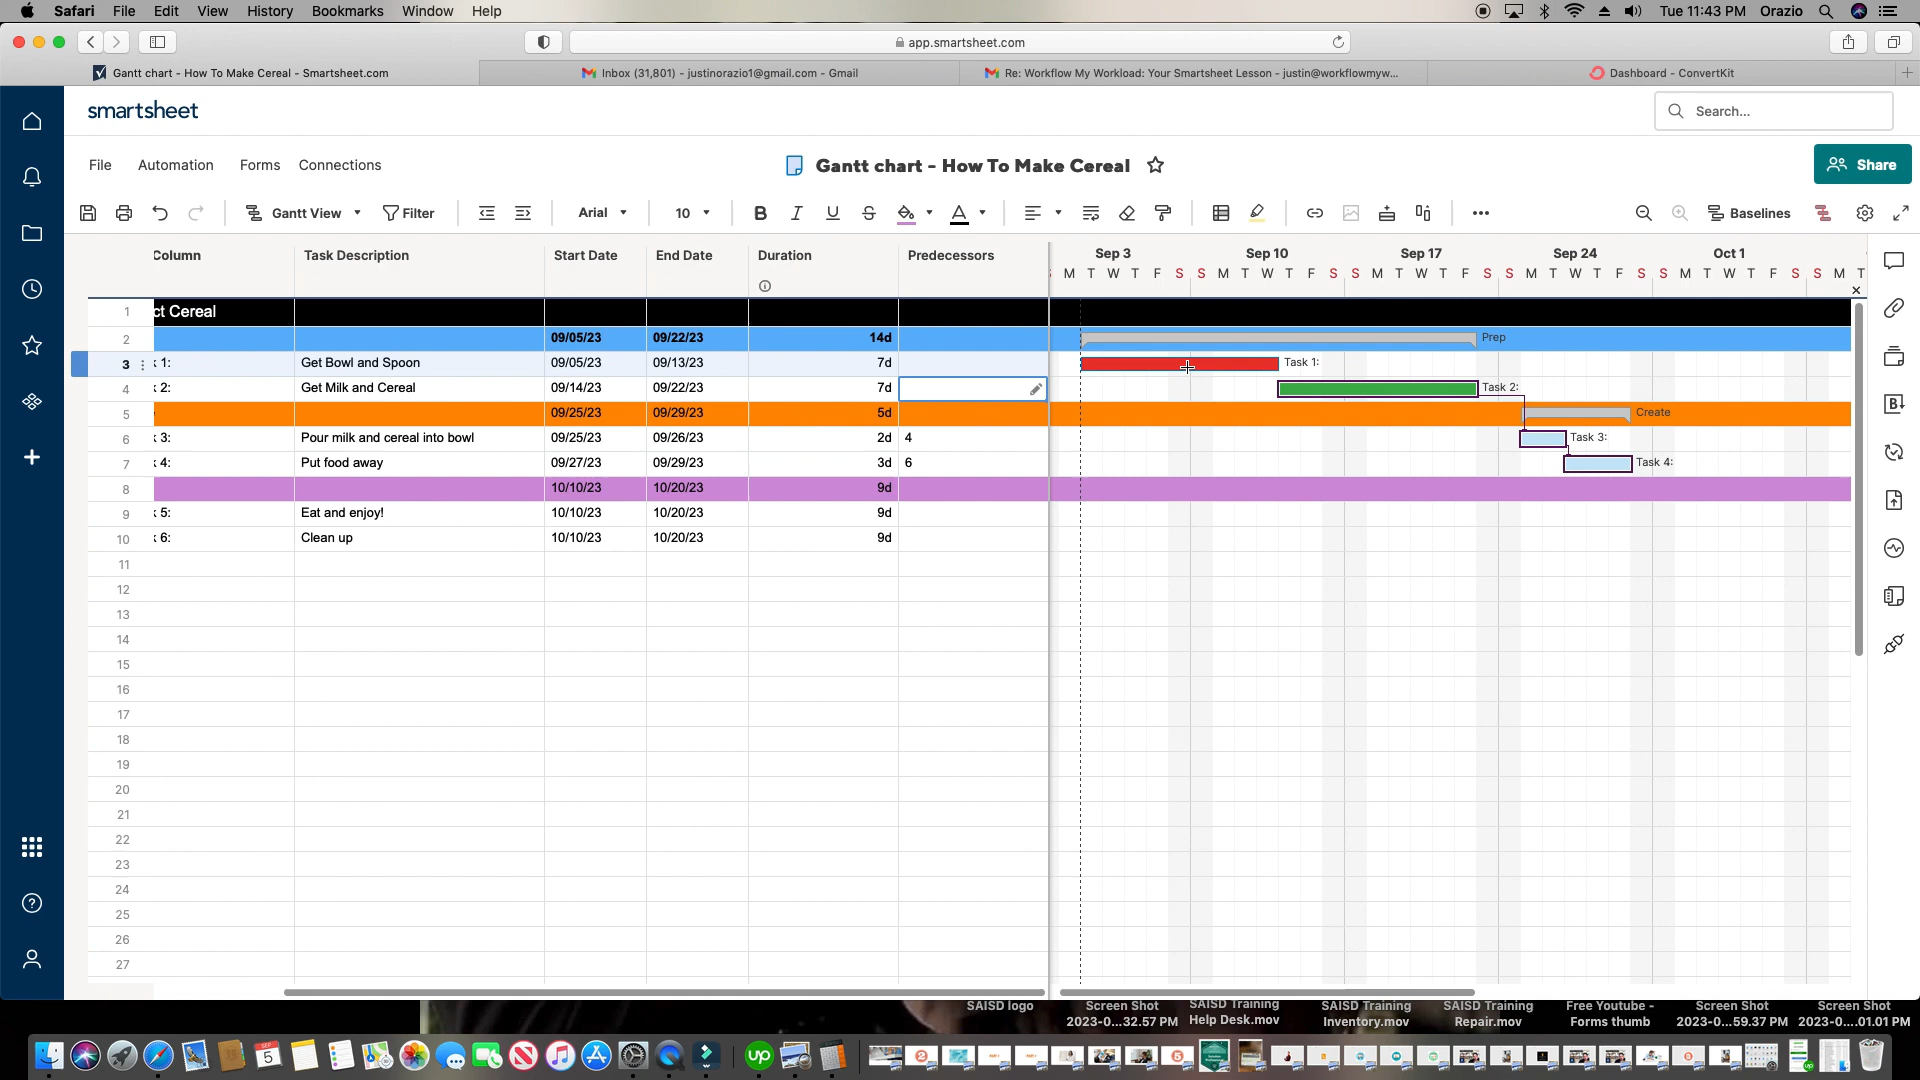 Safari File Edit View History Bookmarks Window Help Tue 11:43 PM Orazio
app.smartsheet.com
Gantt chart - How To Make Cereal - Smartsheet.com Inbox (31,801) - justinorazio1@gmail.com - Gmail Re: Workflow My Workload: Your Smartsheet Lesson - justin@workflowmyw... Dashboard - ConvertKit
smartsheet Search...
File Automation Forms Connections Gantt chart - How To Make Cereal Share
Gantt View Filter Arial 10 B I U S A Baselines
Column Task Description Start Date End Date Duration Predecessors Sep 3 Sep 10 Sep 17 Sep 24 Oct 1
M T W T F S S M T W T F S S M T W T F S S M T W T F S S M T W T F S S M T
1 ct Cereal
2 09/05/23 09/22/23 14d Prep
3 k 1: Get Bowl and Spoon 09/05/23 09/13/23 7d Task 1:
4 k 2: Get Milk and Cereal 09/14/23 09/22/23 7d Task 2:
5 09/25/23 09/29/23 5d Create
6 k 3: Pour milk and cereal into bowl 09/25/23 09/26/23 2d 4 Task 3:
7 k 4: Put food away 09/27/23 09/29/23 3d 6 Task 4:
8 10/10/23 10/20/23 9d
9 k 5: Eat and enjoy! 10/10/23 10/20/23 9d
10 k 6: Clean up 10/10/23 10/20/23 9d
11
12
13
14
15
16
17
18
19
20
21
22
23
24
25
26
27
SAISD logo Screen Shot SAISD Training SAISD Training SAISD Training Free Youtube - Screen Shot Screen Shot
2023-0...32.57 PM Help Desk.mov Inventory.mov Repair.mov Forms thumb 2023-0...59.37 PM 2023-0....01.01 PM
SEP
5 up